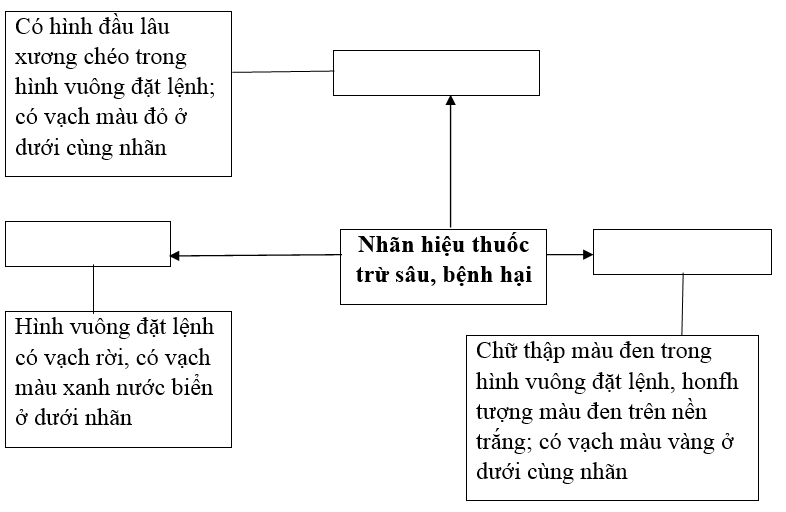 Có hình đầu lâu
xương chéo trong
hình vuông đặt lệnh;
có vạch màu đỏ ở
dưới cùng nhãn
Nhãn hiệu thuốc
trừ sâu, bệnh hại
Hình vuông đặt lệnh
có vạch rời, có vạch
màu xanh nước biển
ở dưới nhãn
Chữ thập màu đen trong
hình vuông đặt lệnh, honfh
tượng màu đen trên nền
trắng; có vạch màu vàng ở
dưới cùng nhãn